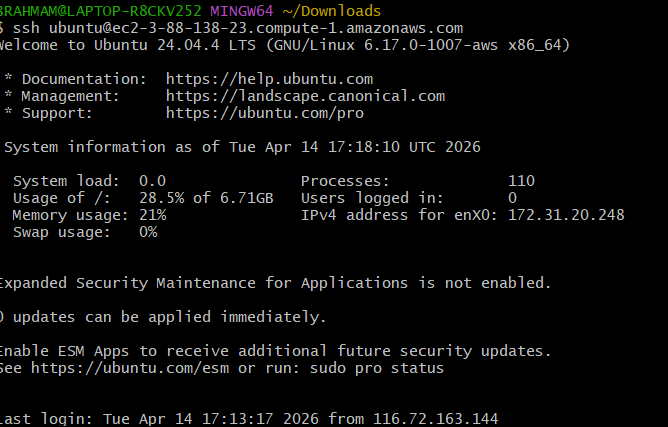 BRAHMAM@LAPTOP-R8CKV252 MINGW64 ~/Downloads
$ ssh ubuntu@ec2-3-88-138-23.compute-1.amazonaws.com
Welcome to Ubuntu 24.04.4 LTS (GNU/Linux 6.17.0-1007-aws x86_64)
* Documentation:  https://help.ubuntu.com
* Management:     https://landscape.canonical.com
* Support:        https://ubuntu.com/pro
System information as of Tue Apr 14 17:18:10 UTC 2026
System load:  0.0                Processes:             110
Usage of /:   28.5% of 6.71GB   Users logged in:       0
Memory usage: 21%                IPv4 address for enX0: 172.31.20.248
Swap usage:   0%
Expanded Security Maintenance for Applications is not enabled.
0 updates can be applied immediately.
Enable ESM Apps to receive additional future security updates.
See https://ubuntu.com/esm or run: sudo pro status
Last login: Tue Apr 14 17:13:17 2026 from 116.72.163.144